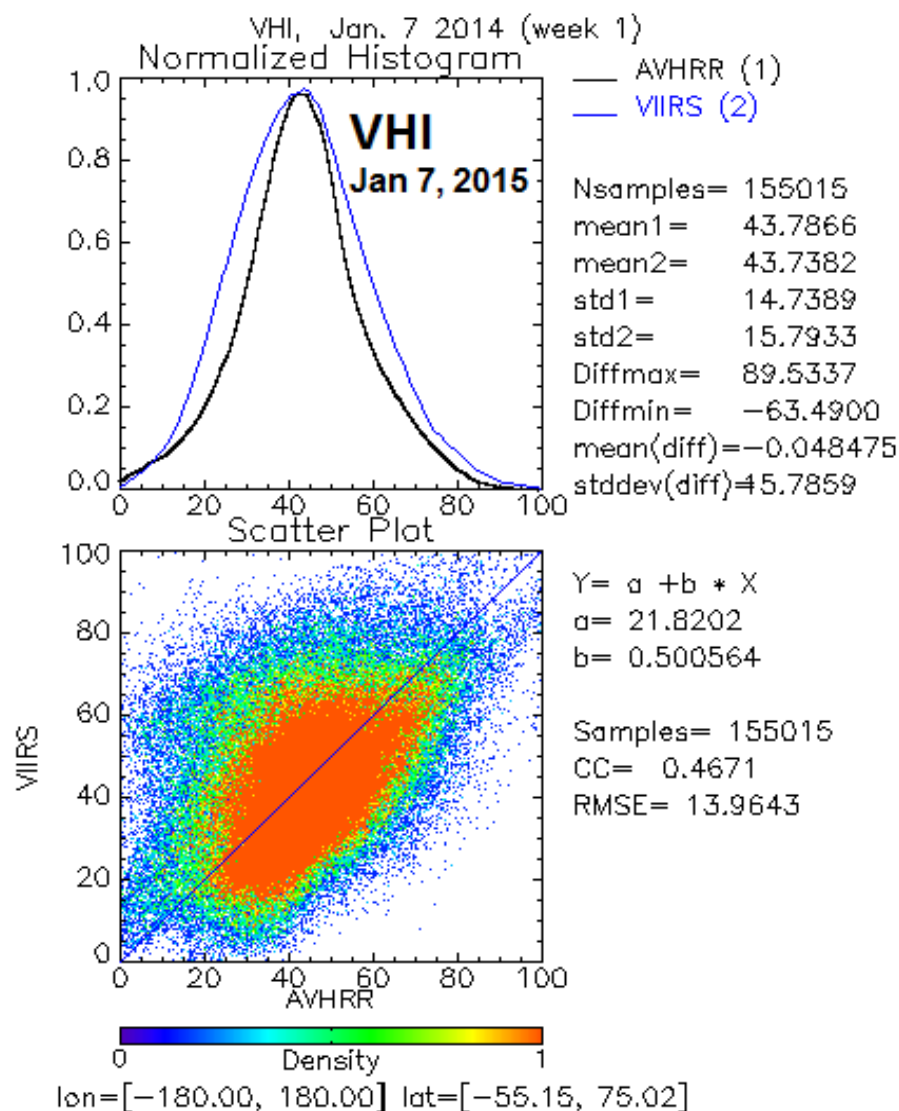 VHI, Jan. 7 2014 (week 1)
Normalized Histogram
AVHRR (1)
VIIRS (2)
1.0
0.8
0.6
0.4
0.2
0.0
VHI
Jan 7, 2015
0 20 40 60 80 100
Nsamples= 155015
mean1= 43.7866
mean2= 43.7382
std1= 14.7389
std2= 15.7933
Diffmax= 89.5337
Diffmin= -63.4900
mean(diff)=-0.048475
stddev(diff)=15.7859
Scatter Plot
100
80
60
40
20
0
VIIRS
0 20 40 60 80 100
AVHRR
Y= a +b * X
a= 21.8202
b= 0.500564
Samples= 155015
CC= 0.4671
RMSE= 13.9643
0 Density 1
lon=[-180.00, 180.00] lat=[-55.15, 75.02]